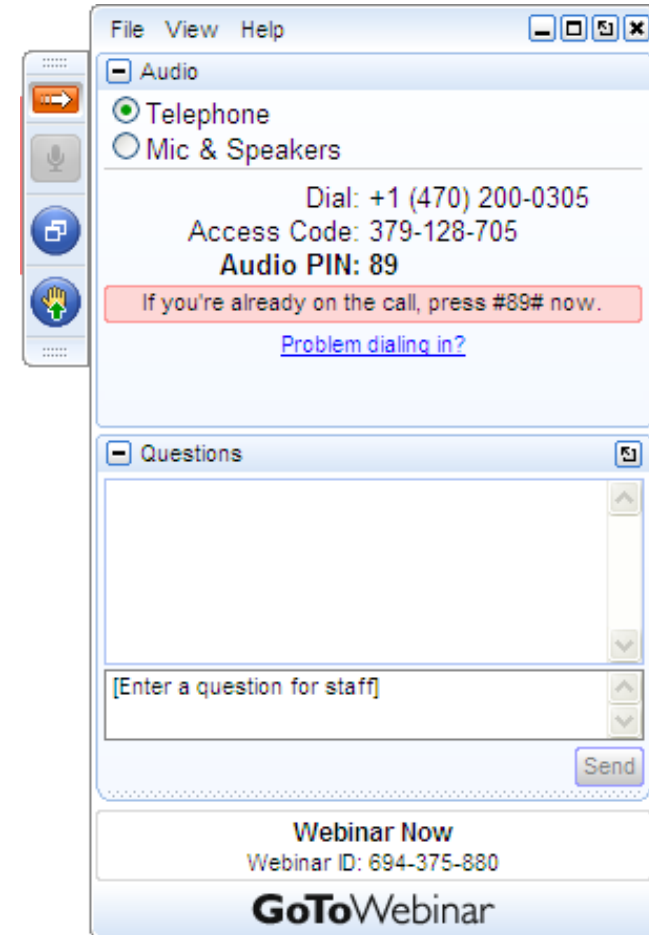 File View Help
Audio
Telephone
Mic & Speakers
Dial: +1 (470) 200-0305
Access Code: 379-128-705
Audio PIN: 89
If you're already on the call, press #89# now.
Problem dialing in?
Questions
[Enter a question for staff]
Send
Webinar Now
Webinar ID: 694-375-880
GoToWebinar